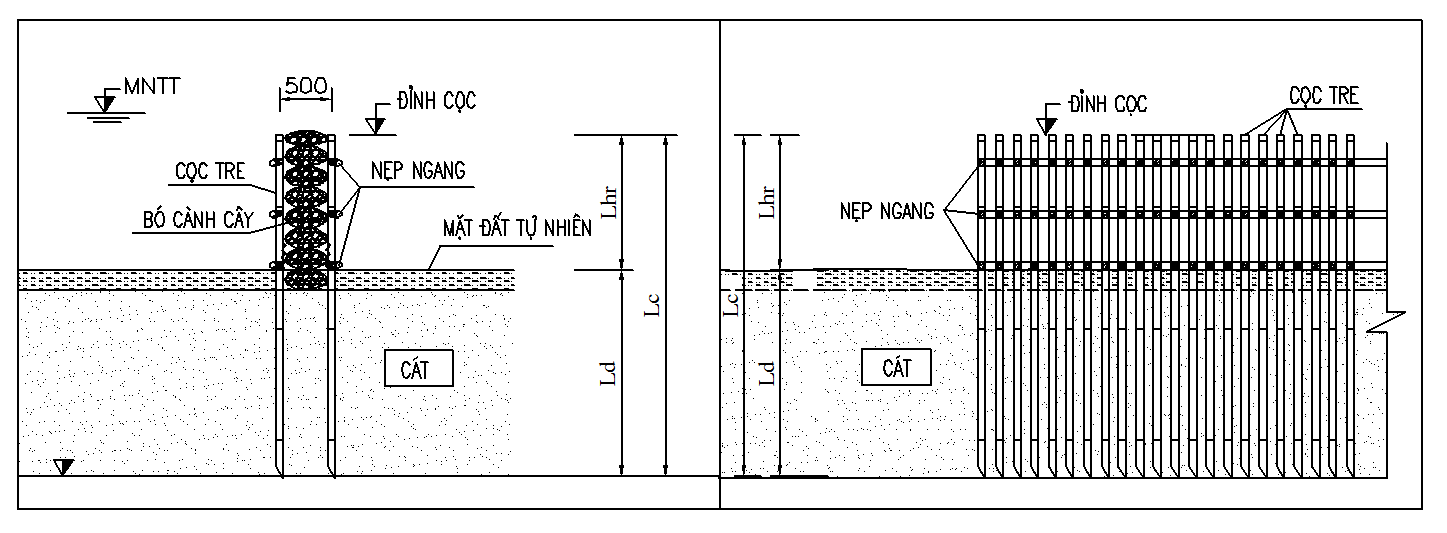 MNTT
500
ĐỈNH CỌC
CỌC TRE
NẸP NGANG
BÓ CÀNH CÂY
MẶT ĐẤT TỰ NHIÊN
Lhr
Lc
Ld
CÁT
ĐỈNH CỌC
CỌC TRE
Lhr
NẸP NGANG
Lc
Ld
CÁT